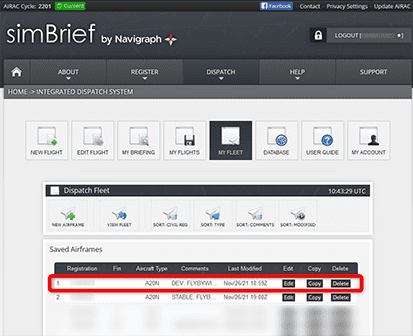 AIRAC Cycle: 2201 Current Facebook Contact Privacy Settings Update AIRAC
simBrief by Navigraph
LOGOUT [ ★]
ABOUT REGISTER DISPATCH HELP SUPPORT
HOME -> INTEGRATED DISPATCH SYSTEM
NEW FLIGHT EDIT FLIGHT MY BRIEFING MY FLIGHTS MY FLEET DATABASE USER GUIDE MY ACCOUNT
Dispatch Fleet 10:43:29 UTC
NEW AIRFRAME VIEW FLEET SORT: CIVIL REG SORT: TYPE SORT: COMMENTS SORT: MODIFIED
Saved Airframes
Registration Fin Aircraft Type Comments Last Modified Edit Copy Delete
1. A20N DEV: FLYBYWI... Nov/26/21 18:59Z Edit Copy Delete
2. A20N STABLE: FLYB... Nov/26/21 19:00Z Edit Copy Delete